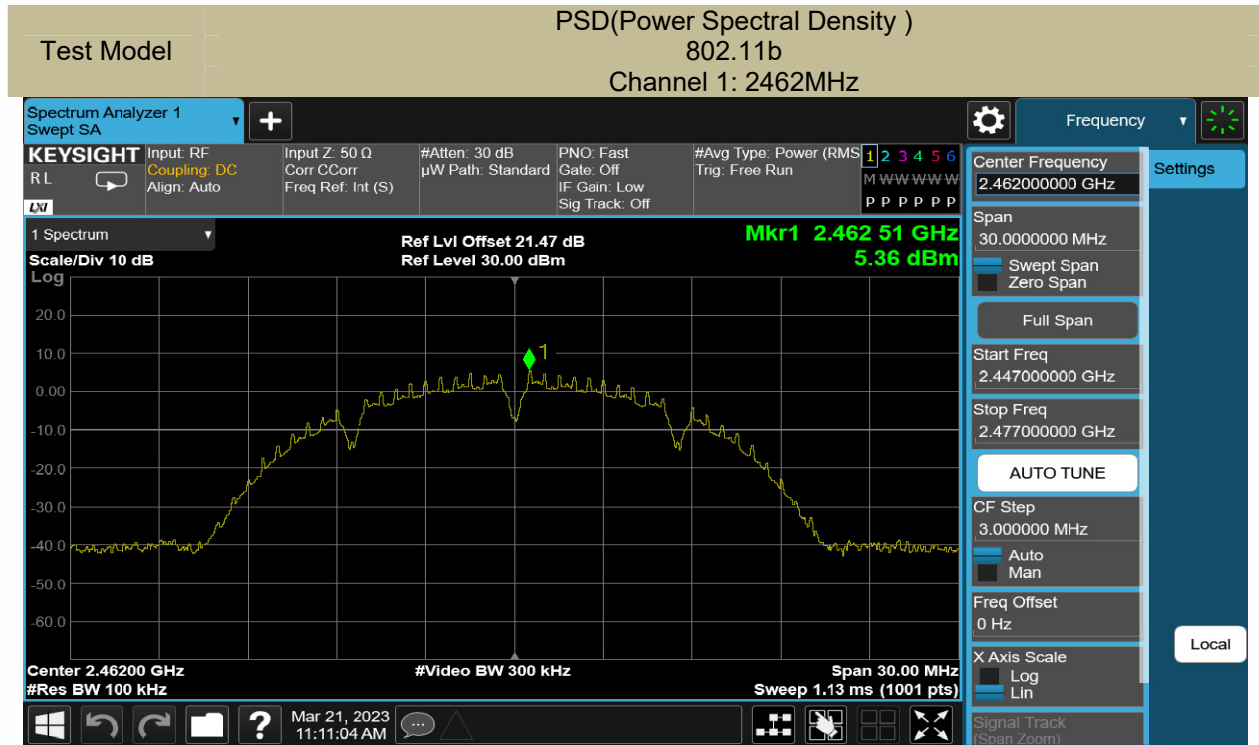 Test Model
PSD(Power Spectral Density )
802.11b
Channel 1: 2462MHz
Spectrum Analyzer 1
Swept SA
+
Frequency
KEYSIGHT
R L
LXI
Input: RF
Coupling: DC
Align: Auto
Input Z: 50 Ω
Corr CCorr
Freq Ref: Int (S)
#Atten: 30 dB
µW Path: Standard
PNO: Fast
Gate: Off
IF Gain: Low
Sig Track: Off
#Avg Type: Power (RMS
Trig: Free Run
1 2 3 4 5 6
M W W W W W
P P P P P P
1 Spectrum
Scale/Div 10 dB
Ref Lvl Offset 21.47 dB
Ref Level 30.00 dBm
Mkr1 2.462 51 GHz
5.36 dBm
Log
20.0
10.0
0.00
-10.0
-20.0
-30.0
-40.0
-50.0
-60.0
1
Center 2.46200 GHz
#Res BW 100 kHz
#Video BW 300 kHz
Span 30.00 MHz
Sweep 1.13 ms (1001 pts)
Center Frequency
2.462000000 GHz
Span
30.0000000 MHz
Swept Span
Zero Span
Full Span
Start Freq
2.447000000 GHz
Stop Freq
2.477000000 GHz
AUTO TUNE
CF Step
3.000000 MHz
Auto
Man
Freq Offset
0 Hz
X Axis Scale
Log
Lin
Signal Track
(Span Zoom)
Settings
Local
?
Mar 21, 2023
11:11:04 AM